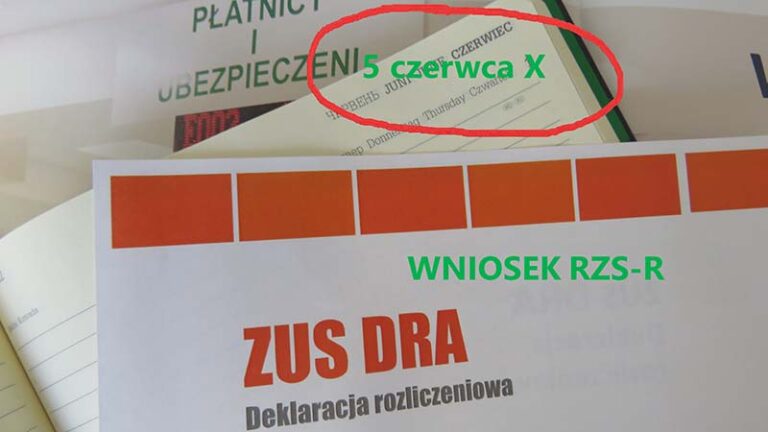 PŁATNICY
I
UBEZPIECZENI
5 czerwca X
ЧЕРВЕНЬ JUNI JUNE CZERWIEC
Donnerstag Thursday Czwartek
WNIOSEK RZS-R
ZUS DRA
Deklaracja rozliczeniowa